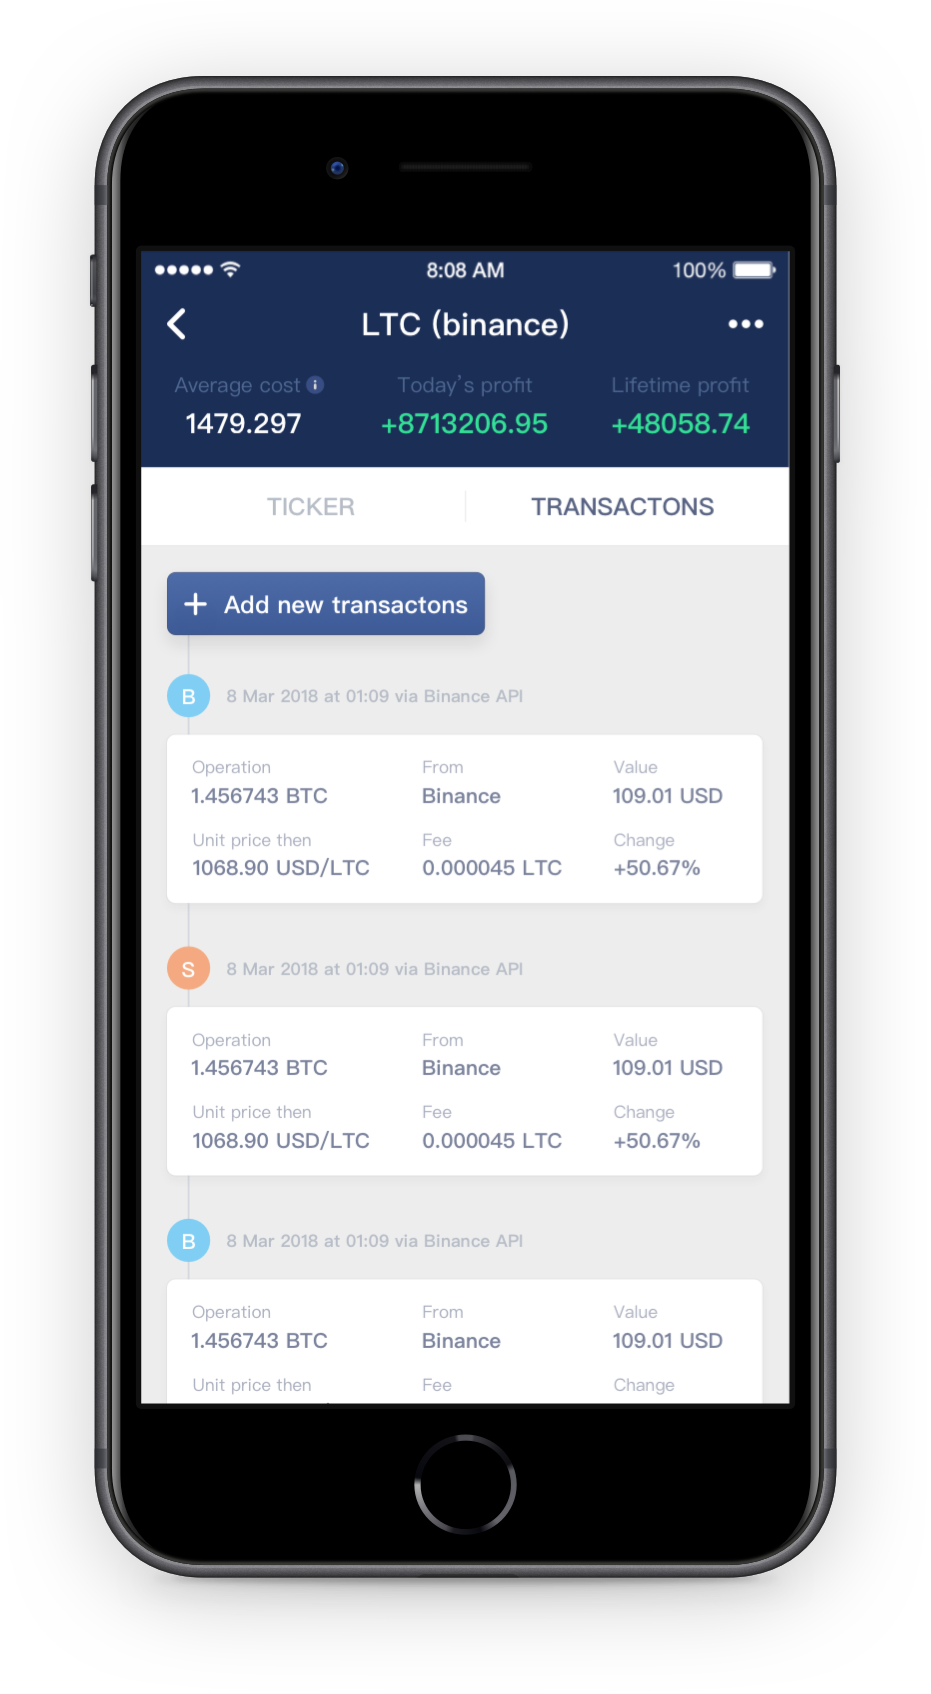 8:08 AM 100%
LTC (binance)
Average cost Today's profit Lifetime profit
1479.297 +8713206.95 +48058.74
TICKER TRANSACTONS
+ Add new transactons
B 8 Mar 2018 at 01:09 via Binance API
Operation From Value
1.456743 BTC Binance 109.01 USD
Unit price then Fee Change
1068.90 USD/LTC 0.000045 LTC +50.67%
S 8 Mar 2018 at 01:09 via Binance API
Operation From Value
1.456743 BTC Binance 109.01 USD
Unit price then Fee Change
1068.90 USD/LTC 0.000045 LTC +50.67%
B 8 Mar 2018 at 01:09 via Binance API
Operation From Value
1.456743 BTC Binance 109.01 USD
Unit price then Fee Change